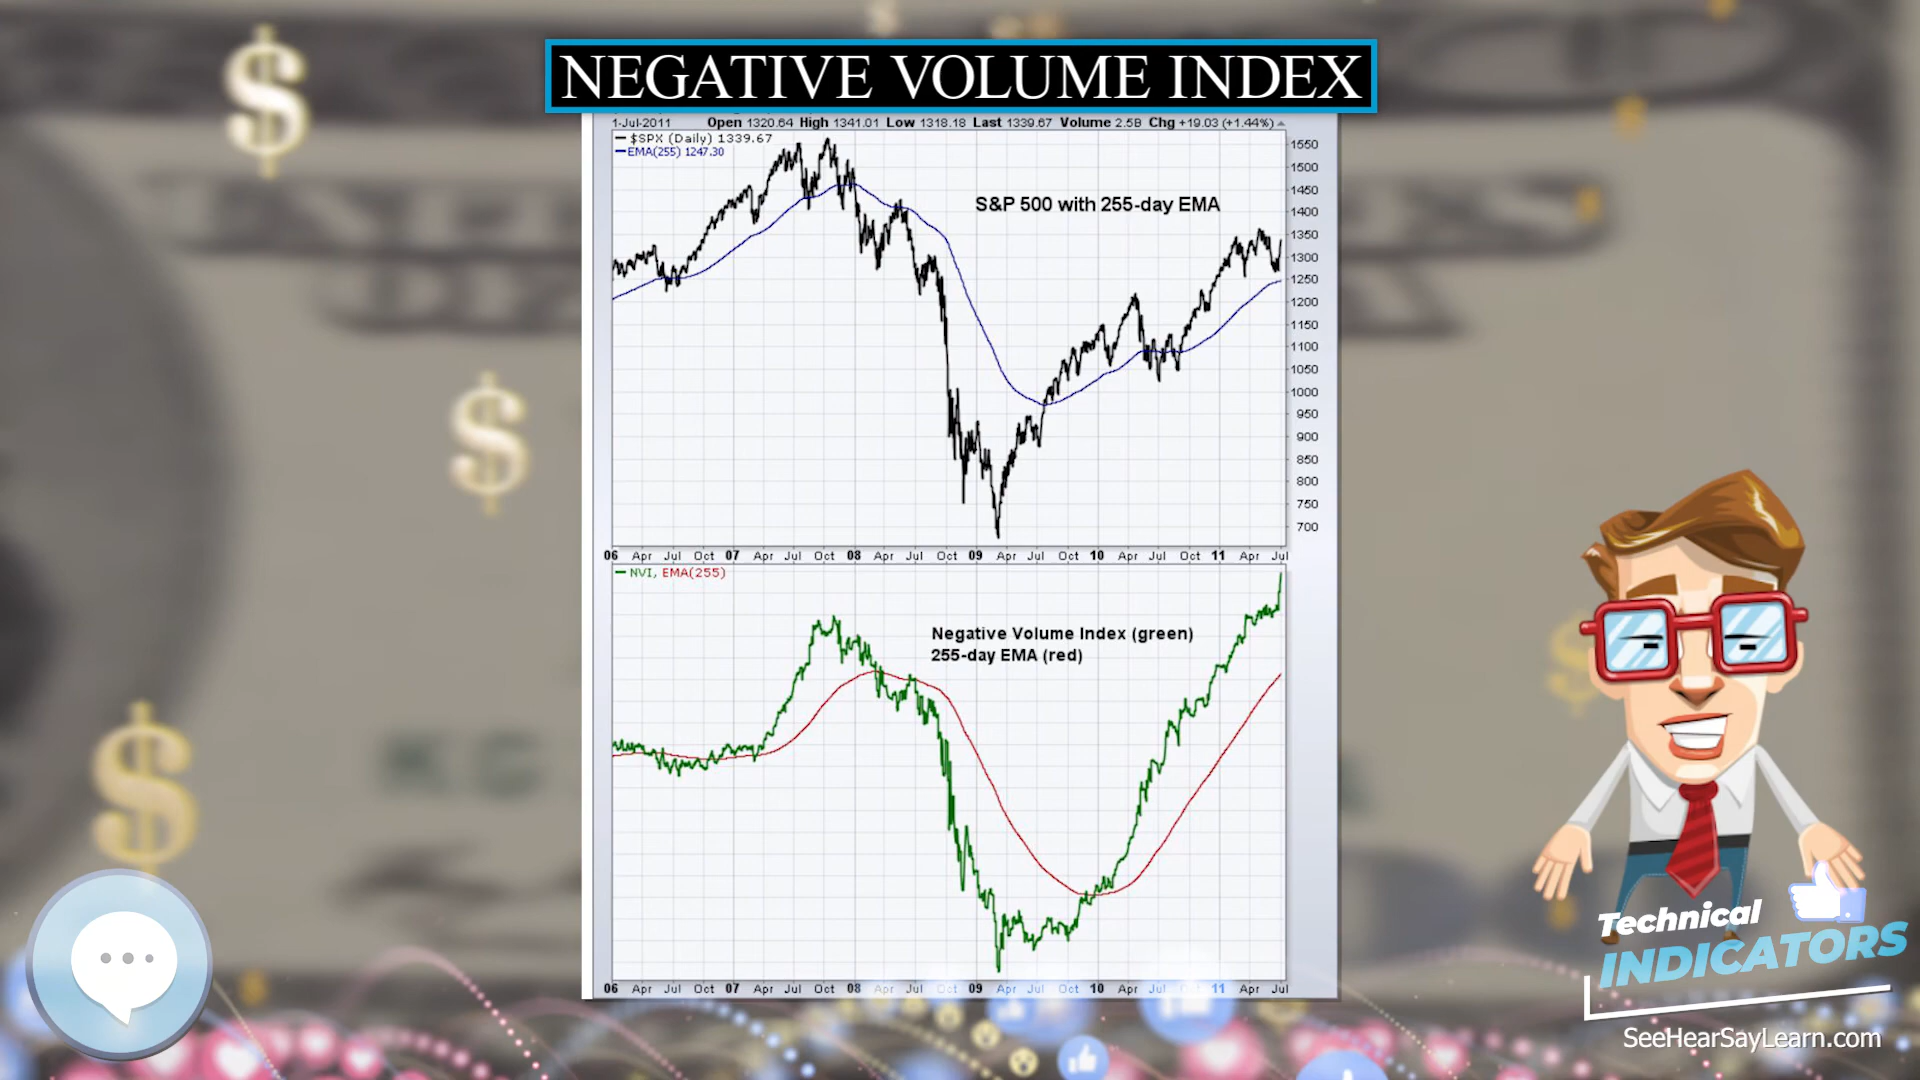 NEGATIVE VOLUME INDEX
1-Jul-2011 Open 1320.64 High 1341.01 Low 1318.18 Last 1339.67 Volume 2.5B Chg +19.03 (+1.44%)
$SPX (Daily) 1339.67
EMA(255) 1247.30
S&P 500 with 255-day EMA
1550
1500
1450
1400
1350
1300
1250
1200
1150
1100
1050
1000
950
900
850
800
750
700
06 Apr Jul Oct 07 Apr Jul Oct 08 Apr Jul Oct 09 Apr Jul Oct 10 Apr Jul Oct 11 Apr Jul
NVI, EMA(255)
Negative Volume Index (green)
255-day EMA (red)
06 Apr Jul Oct 07 Apr Jul Oct 08 Apr Jul Oct 09 Apr Jul Oct 10 Apr Jul Oct 11 Apr Jul
Technical
INDICATORS
SeeHearSayLearn.com